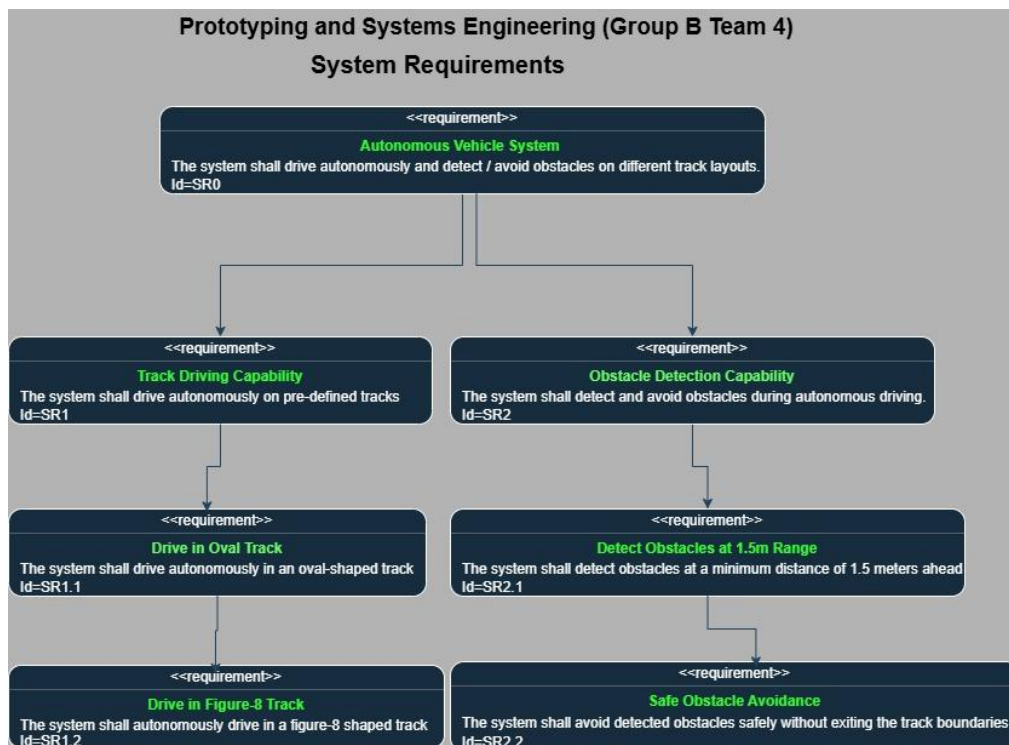 Prototyping and Systems Engineering (Group B Team 4)
System Requirements
<<requirement>>
Autonomous Vehicle System
The system shall drive autonomously and detect / avoid obstacles on different track layouts.
Id=SR0
<<requirement>>
Track Driving Capability
The system shall drive autonomously on pre-defined tracks
Id=SR1
<<requirement>>
Obstacle Detection Capability
The system shall detect and avoid obstacles during autonomous driving.
Id=SR2
<<requirement>>
Drive in Oval Track
The system shall drive autonomously in an oval-shaped track
Id=SR1.1
<<requirement>>
Detect Obstacles at 1.5m Range
The system shall detect obstacles at a minimum distance of 1.5 meters ahead
Id=SR2.1
<<requirement>>
Drive in Figure-8 Track
The system shall autonomously drive in a figure-8 shaped track
Id=SR1.2
<<requirement>>
Safe Obstacle Avoidance
The system shall avoid detected obstacles safely without exiting the track boundaries
Id=SR2.2